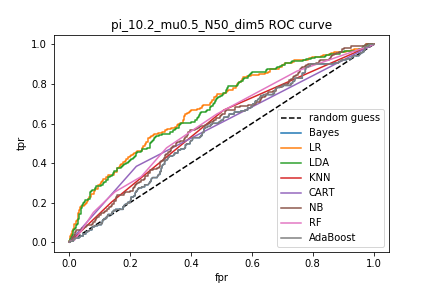 pi_10.2_mu0.5_N50_dim5 ROC curve
tpr
1.0
0.8
0.6
0.4
0.2
0.0
random guess
Bayes
LR
LDA
KNN
CART
NB
RF
AdaBoost
0.0 0.2 0.4 0.6 0.8 1.0
fpr